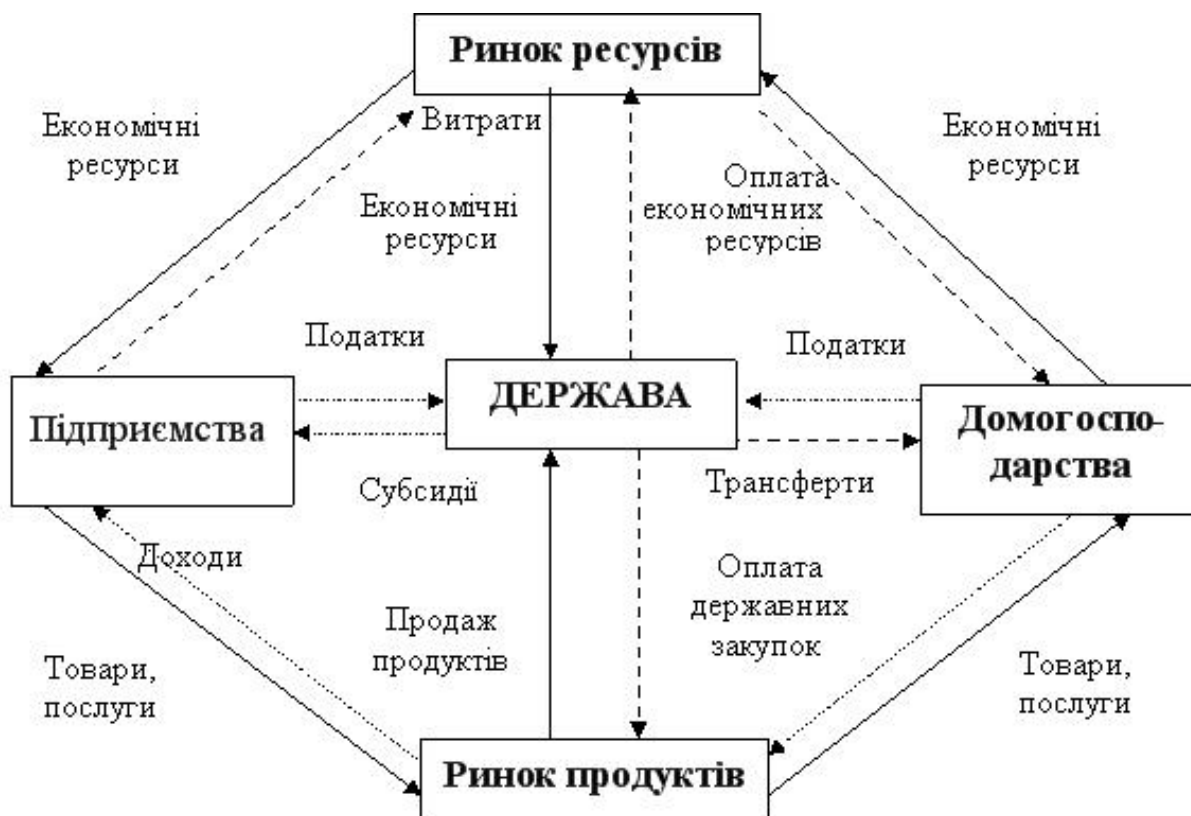 Ринок ресурсів
Економічні
ресурси
Витрати
Економічні
ресурси
Оплата
економічних
ресурсів
Економічні
ресурси
Податки
Податки
Підприємства
ДЕРЖАВА
Домогоспо-
дарства
Субсидії
Трансферти
Доходи
Продаж
продуктів
Оплата
державних
закупок
Товари,
послуги
Товари,
послуги
Ринок продуктів